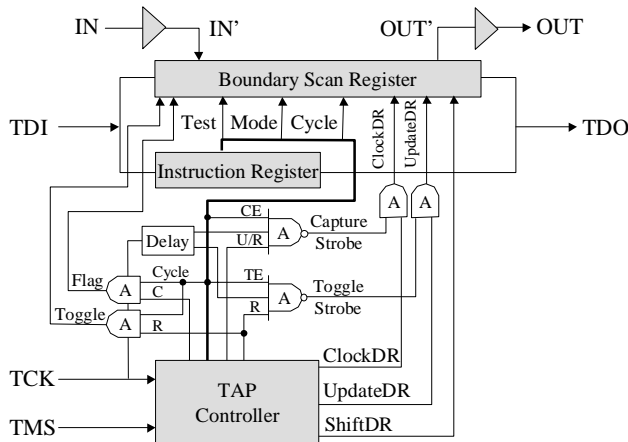 IN
IN'
OUT'
OUT
Boundary Scan Register
TDI
Test
Mode
Cycle
ClockDR
UpdateDR
TDO
Instruction Register
A
A
CE
A
Capture
Strobe
U/R
Delay
Cycle
TE
A
Toggle
Strobe
R
Flag
A
C
Toggle
A
R
ClockDR
TCK
TAP
Controller
UpdateDR
TMS
ShiftDR